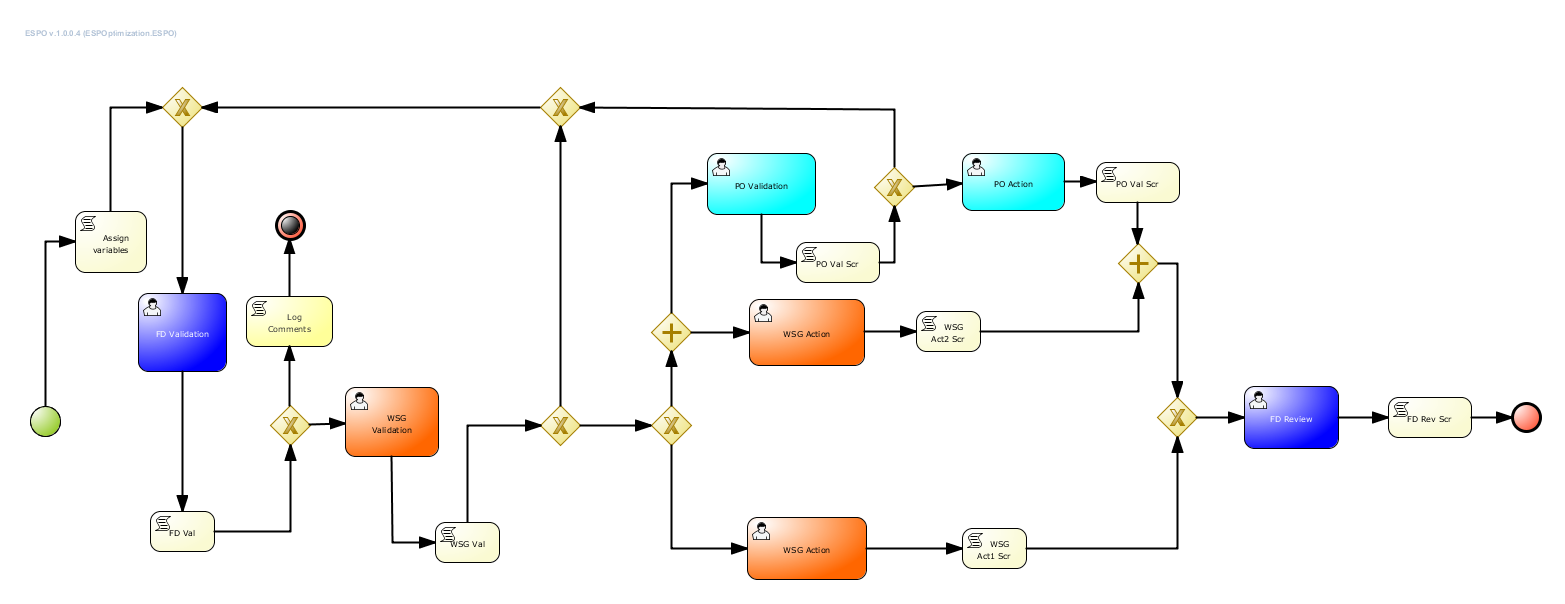 ESPO v.1.0.0.4 (ESPOptimization.ESPO)
Assign
variables
FD Validation
FD Val
Log
Comments
WSG
Validation
WSG Val
PO Validation
PO Val Scr
PO Action
PO Val Scr
WSG Action
WSG
Act2 Scr
WSG Action
WSG
Act1 Scr
FD Review
FD Rev Scr